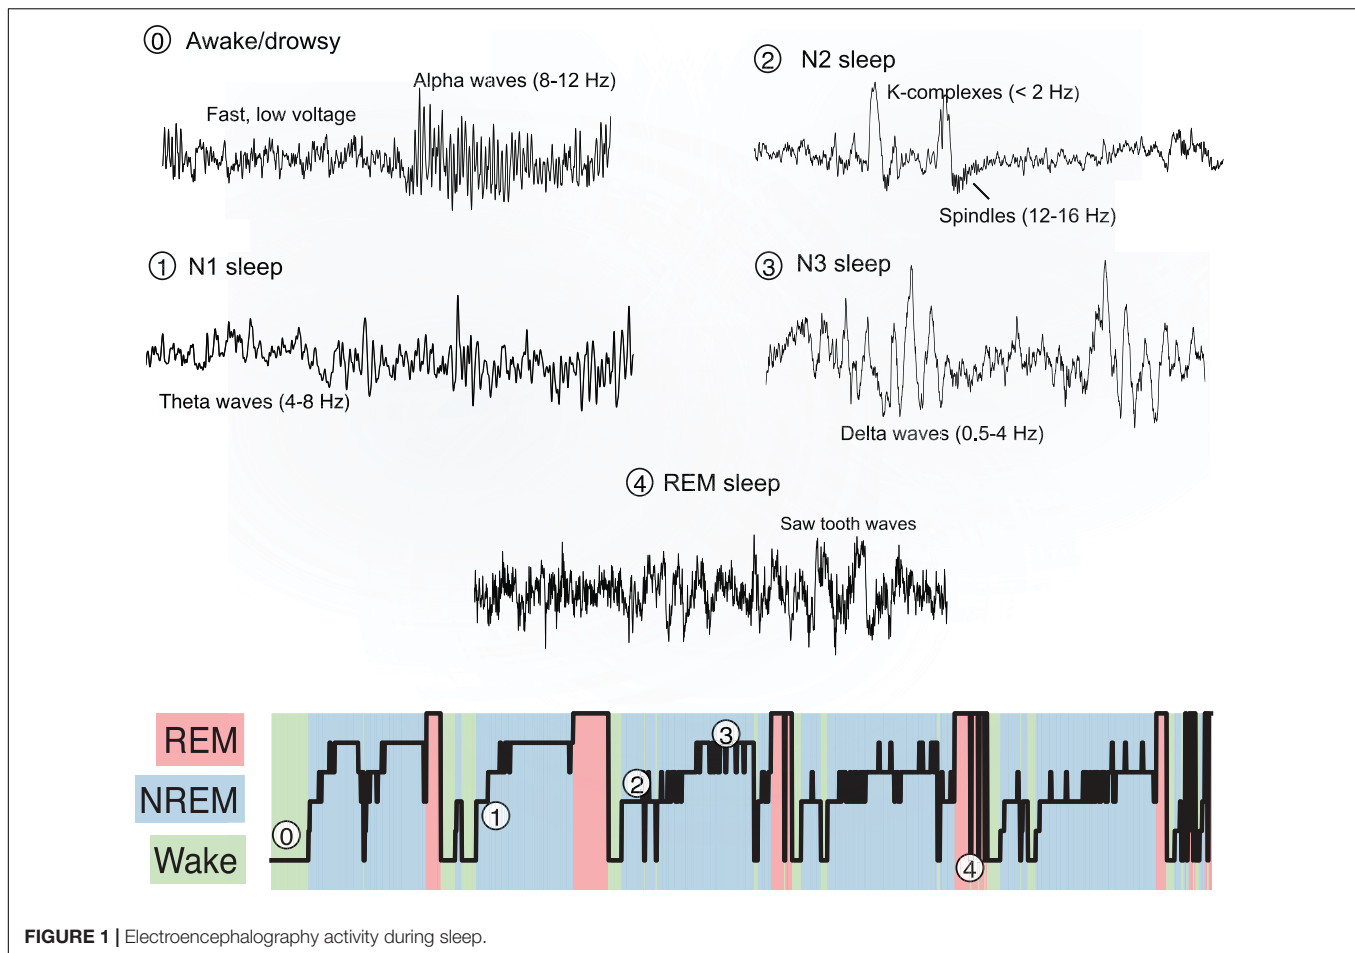 0 Awake/drowsy
Alpha waves (8-12 Hz)
Fast, low voltage
2 N2 sleep
K-complexes (< 2 Hz)
Spindles (12-16 Hz)
1 N1 sleep
Theta waves (4-8 Hz)
3 N3 sleep
Delta waves (0.5-4 Hz)
4 REM sleep
Saw tooth waves
REM
NREM
Wake
0
1
2
3
4
FIGURE 1 | Electroencephalography activity during sleep.